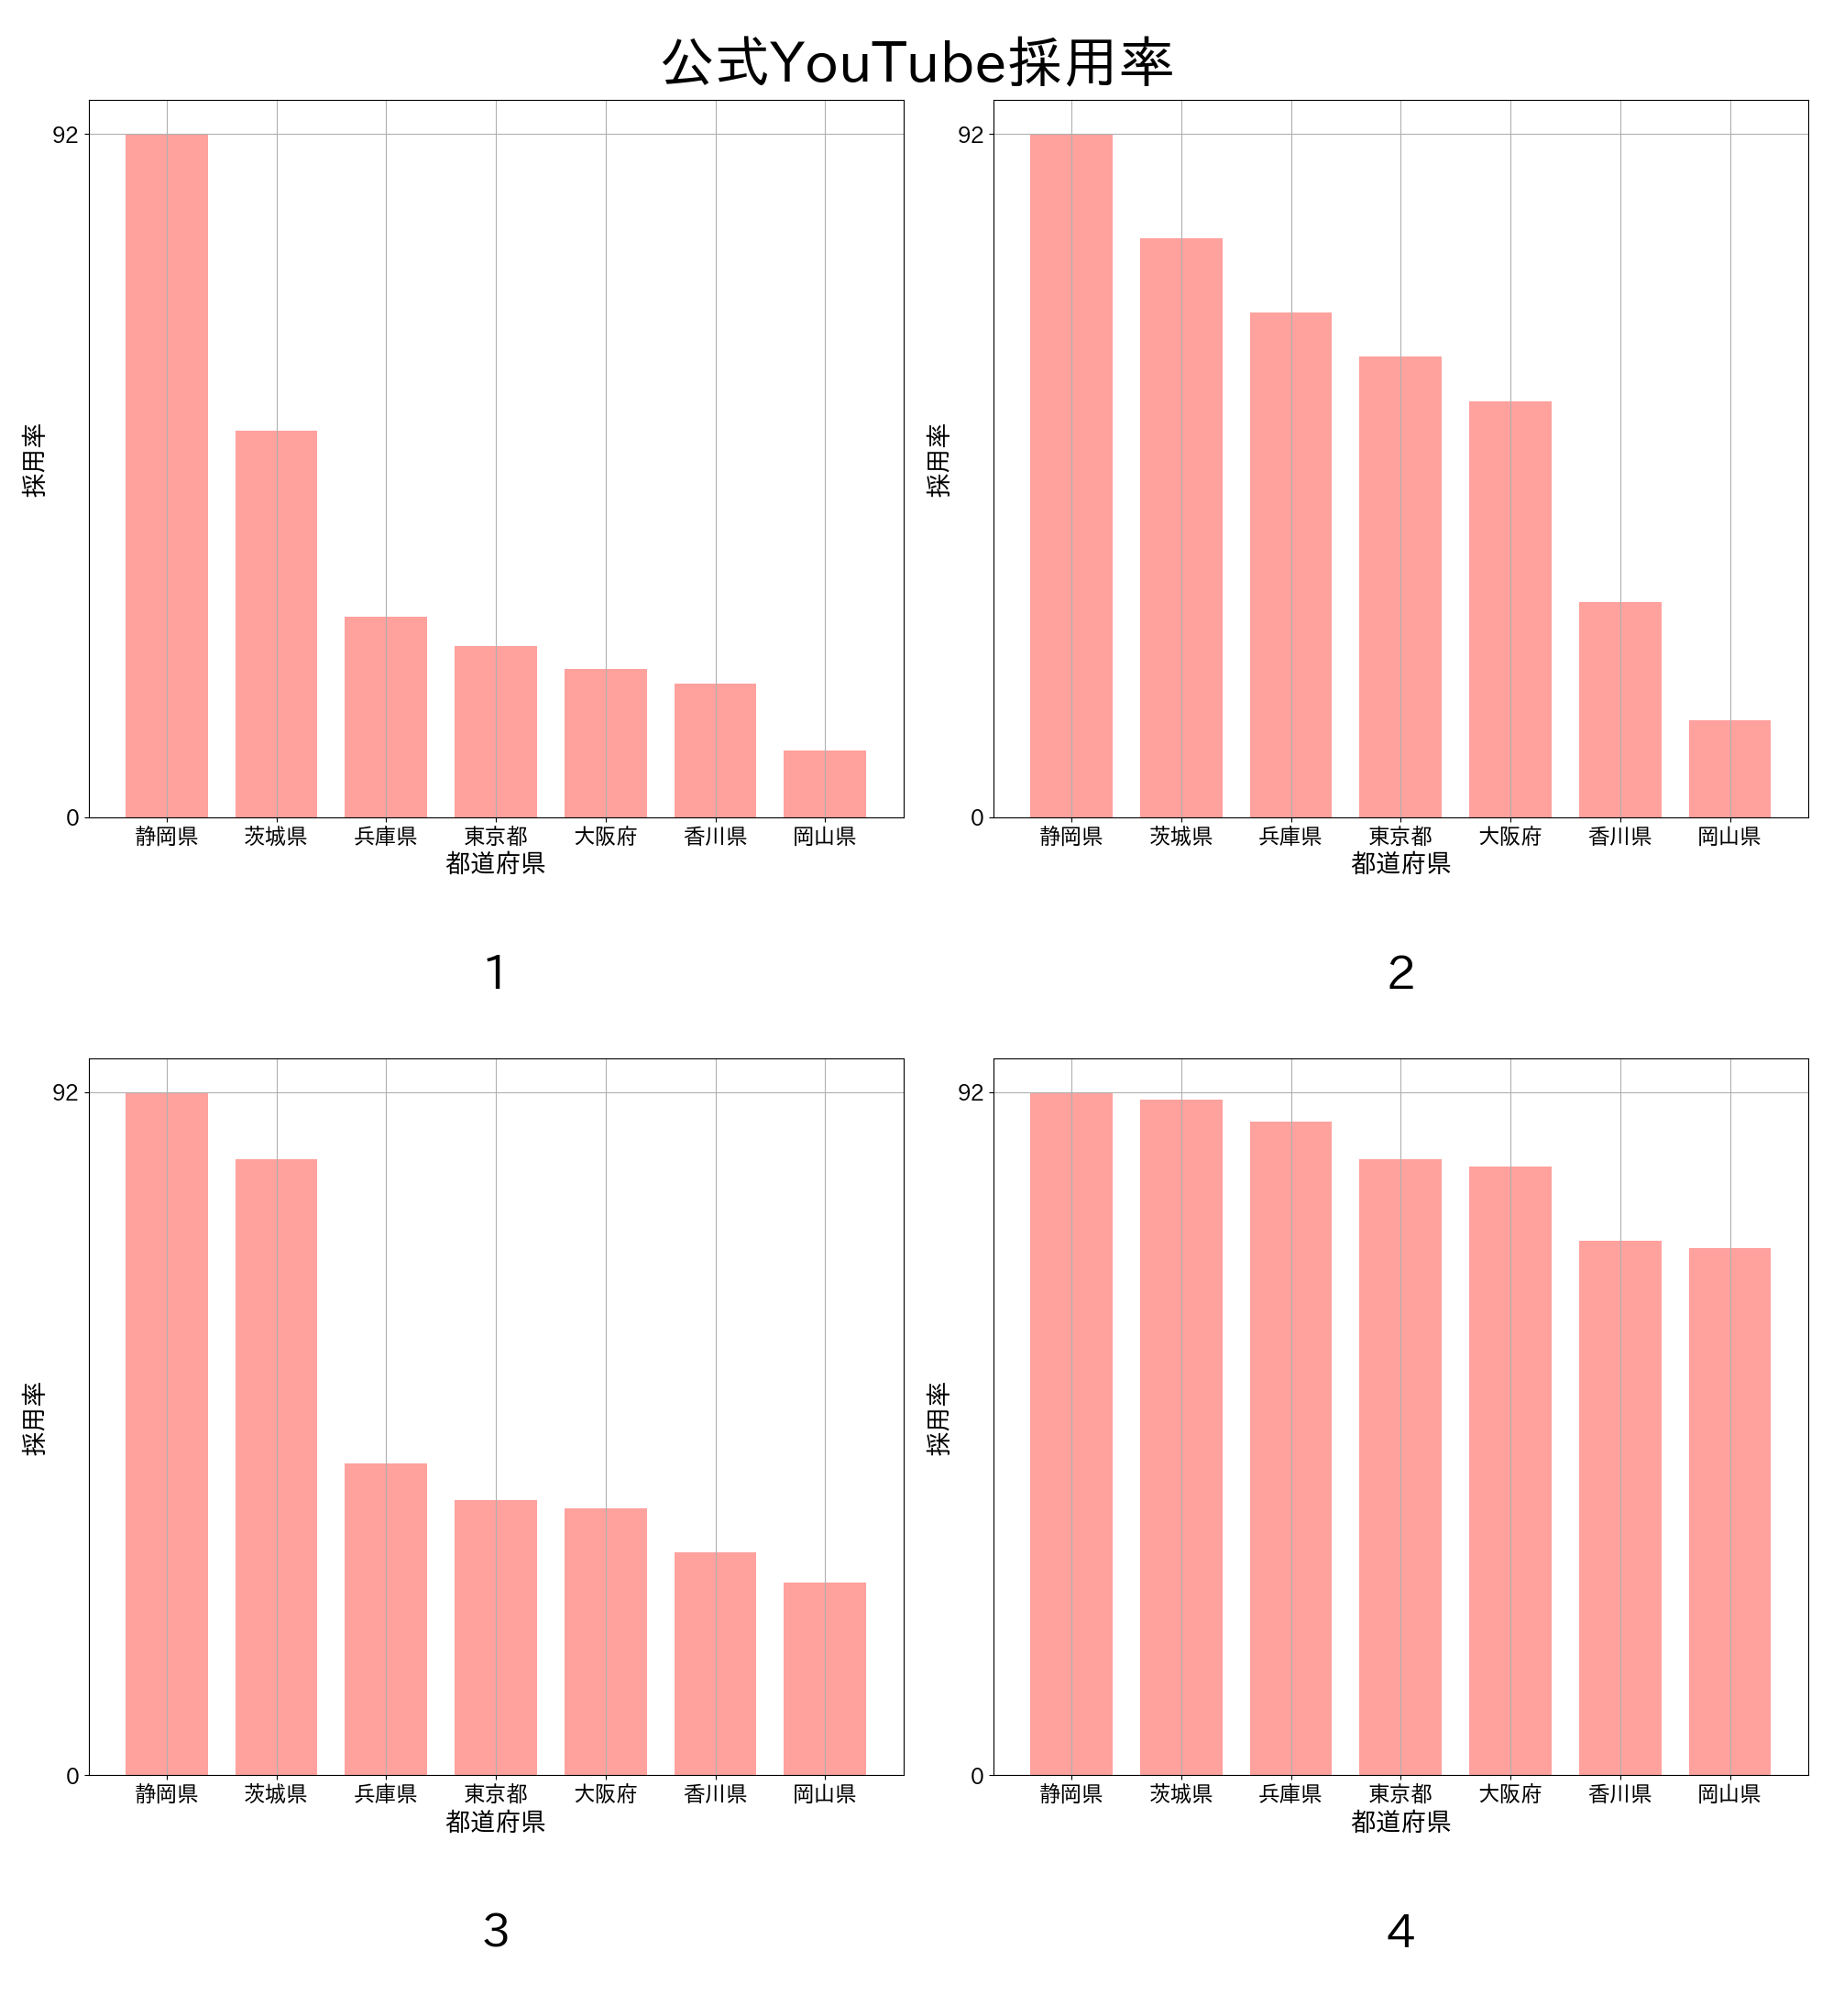 公式YouTube採用率
92
0
採用率
静岡県 茨城県 兵庫県 東京都 大阪府 香川県 岡山県
都道府県
1
92
0
採用率
静岡県 茨城県 兵庫県 東京都 大阪府 香川県 岡山県
都道府県
2
92
0
採用率
静岡県 茨城県 兵庫県 東京都 大阪府 香川県 岡山県
都道府県
3
92
0
採用率
静岡県 茨城県 兵庫県 東京都 大阪府 香川県 岡山県
都道府県
4